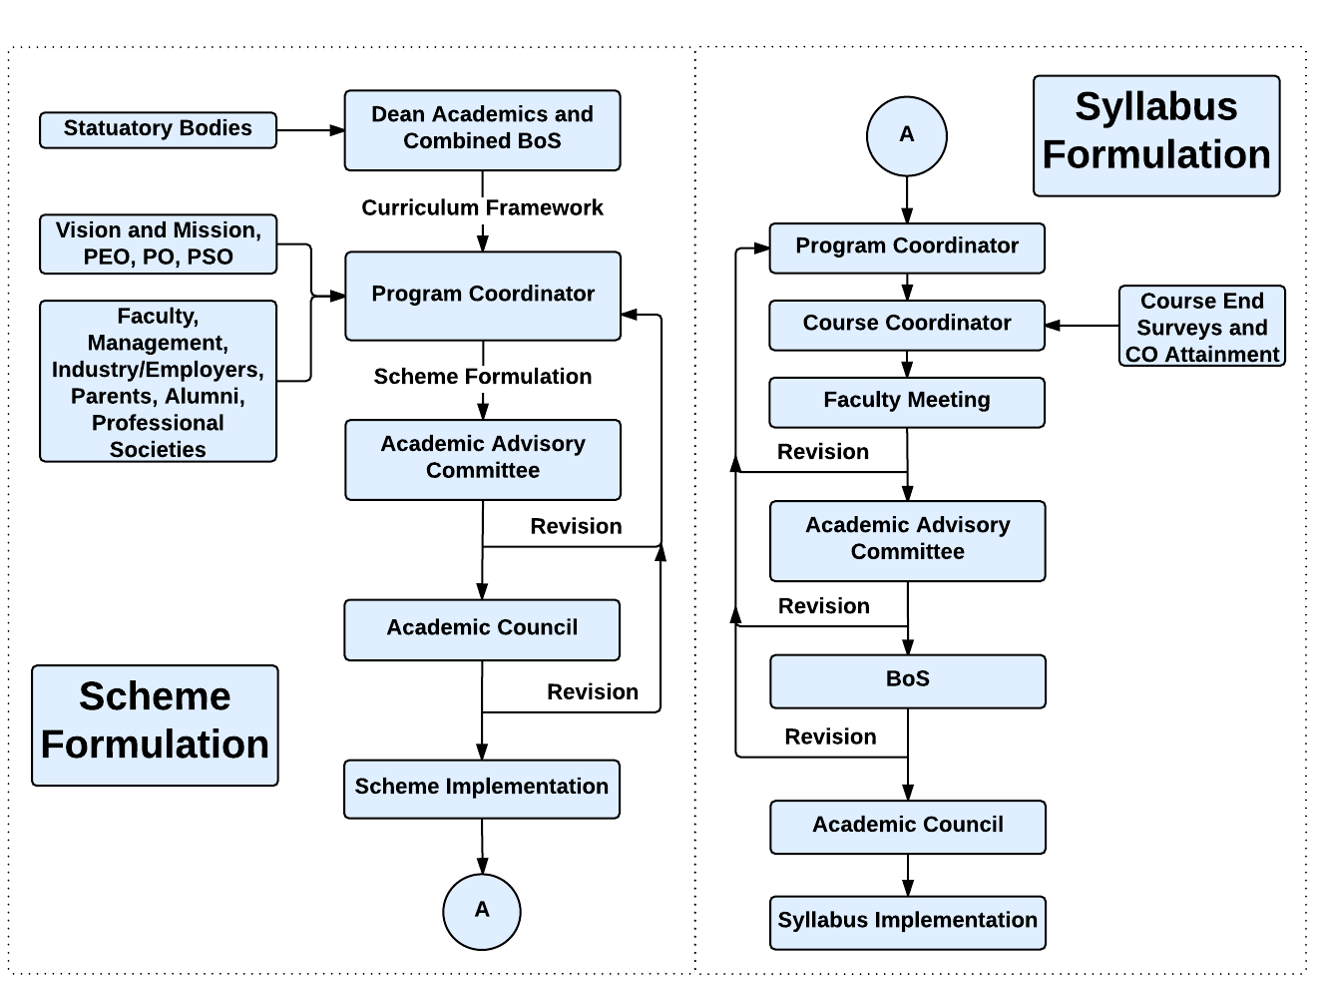 Statuatory Bodies
Dean Academics and
Combined BoS
Curriculum Framework
Vision and Mission,
PEO, PO, PSO
Program Coordinator
Faculty,
Management,
Industry/Employers,
Parents, Alumni,
Professional
Societies
Scheme Formulation
Academic Advisory
Committee
Revision
Academic Council
Revision
Scheme
Formulation
Scheme Implementation
A
Syllabus
Formulation
A
Program Coordinator
Course Coordinator
Course End
Surveys and
CO Attainment
Faculty Meeting
Revision
Academic Advisory
Committee
Revision
BoS
Revision
Academic Council
Syllabus Implementation